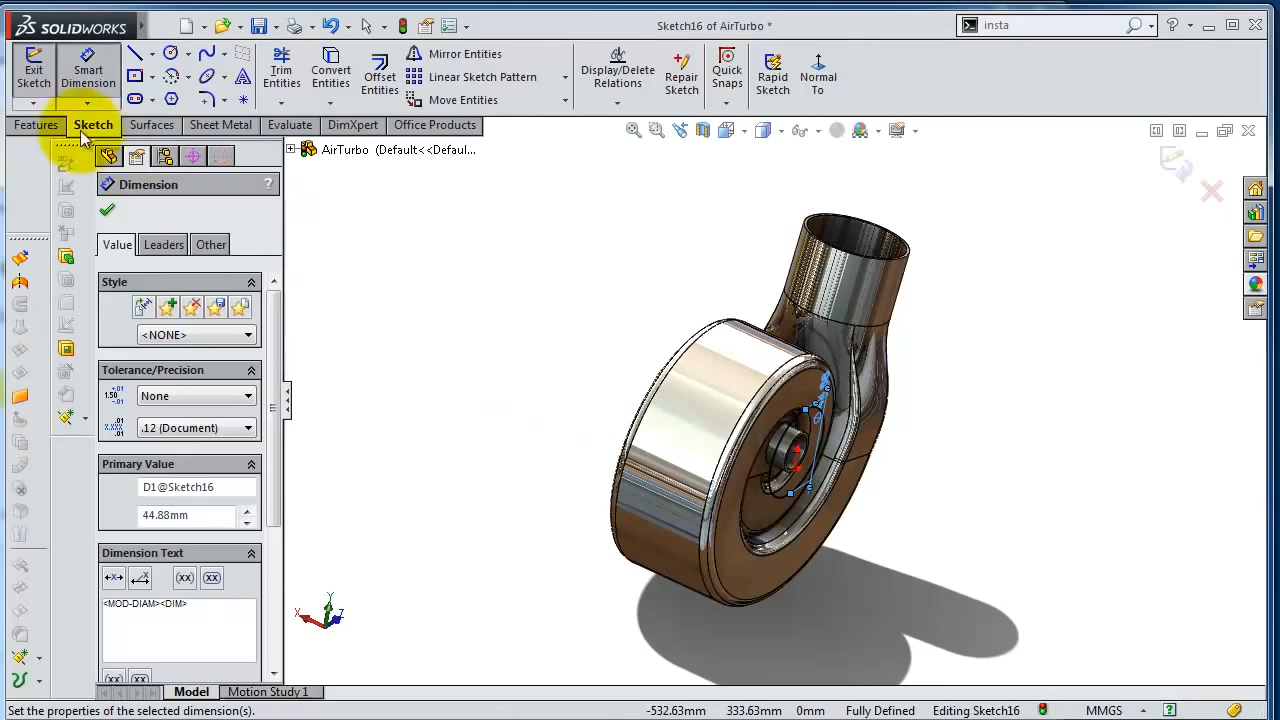 SOLIDWORKS
Sketch16 of AirTurbo *
insta
Exit Sketch
Smart Dimension
Trim Entities
Convert Entities
Offset Entities
Mirror Entities
Linear Sketch Pattern
Move Entities
Display/Delete Relations
Repair Sketch
Quick Snaps
Rapid Sketch
Normal To
Features
Sketch
Surfaces
Sheet Metal
Evaluate
DimXpert
Office Products
AirTurbo (Default<<Defaul...
Dimension
?
Value
Leaders
Other
Style
<NONE>
Tolerance/Precision
None
.12 (Document)
Primary Value
D1@Sketch16
44.88mm
Dimension Text
<MOD-DIAM><DIM>
X
Y
Z
Model
Motion Study 1
Set the properties of the selected dimension(s).
-532.63mm
333.63mm
0mm
Fully Defined
Editing Sketch16
MMGS